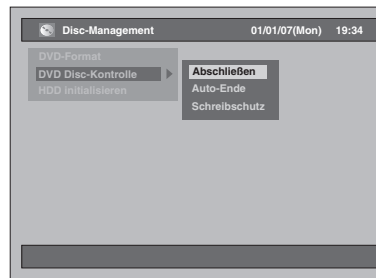 Disc-Management 01/01/07(Mon) 19:34
DVD-Format
DVD Disc-Kontrolle
HDD initialisieren
Abschließen
Auto-Ende
Schreibschutz